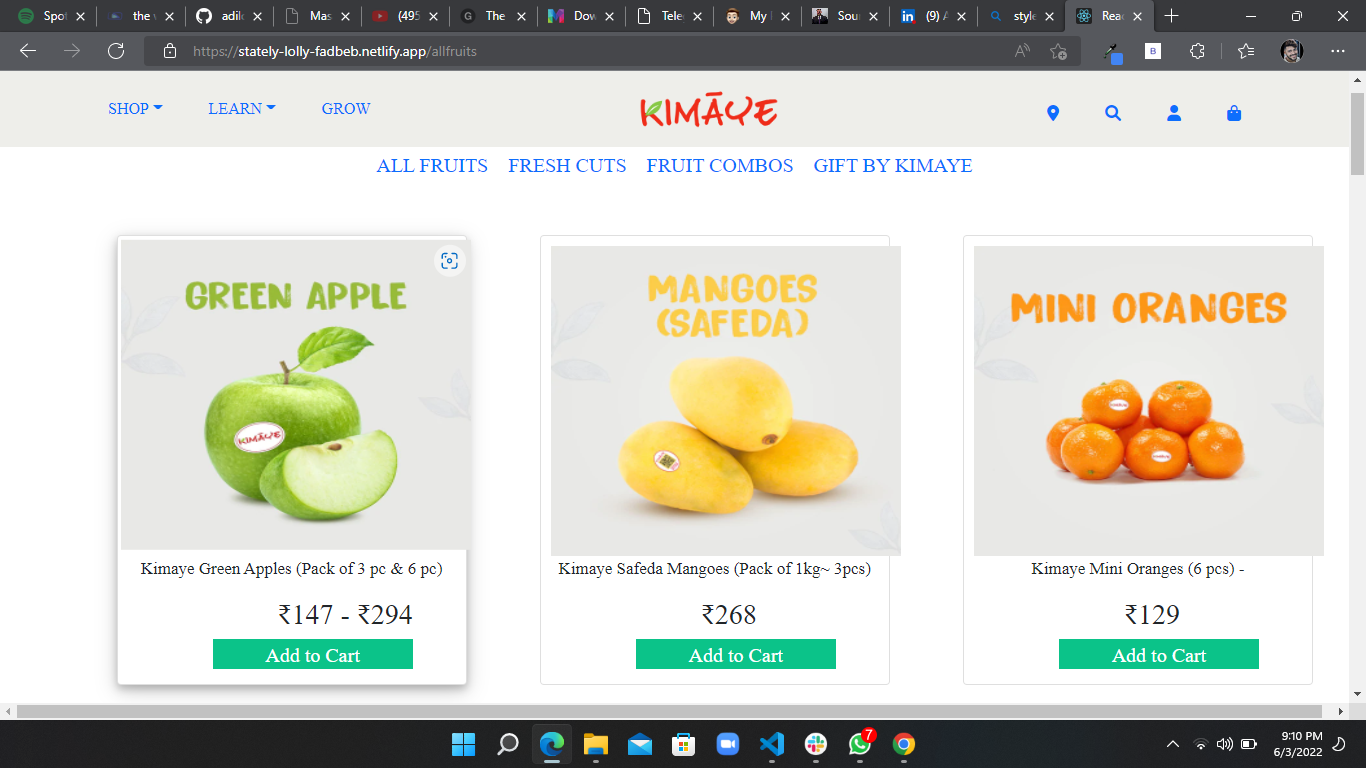 Spot
the v
adilo
Mas
(495
The
Dow
Tele
My
Sour
(9) A
style
Reac
https://stately-lolly-fadbeb.netlify.app/allfruits
SHOP LEARN GROW
KIMĀYE
ALL FRUITS FRESH CUTS FRUIT COMBOS GIFT BY KIMAYE
GREEN APPLE
KIMĀYE
Kimaye Green Apples (Pack of 3 pc & 6 pc)
₹147 - ₹294
Add to Cart
MANGOES
(SAFEDA)
Kimaye Safeda Mangoes (Pack of 1kg~ 3pcs)
₹268
Add to Cart
MINI ORANGES
Kimaye Mini Oranges (6 pcs) -
₹129
Add to Cart
7
9:10 PM
6/3/2022